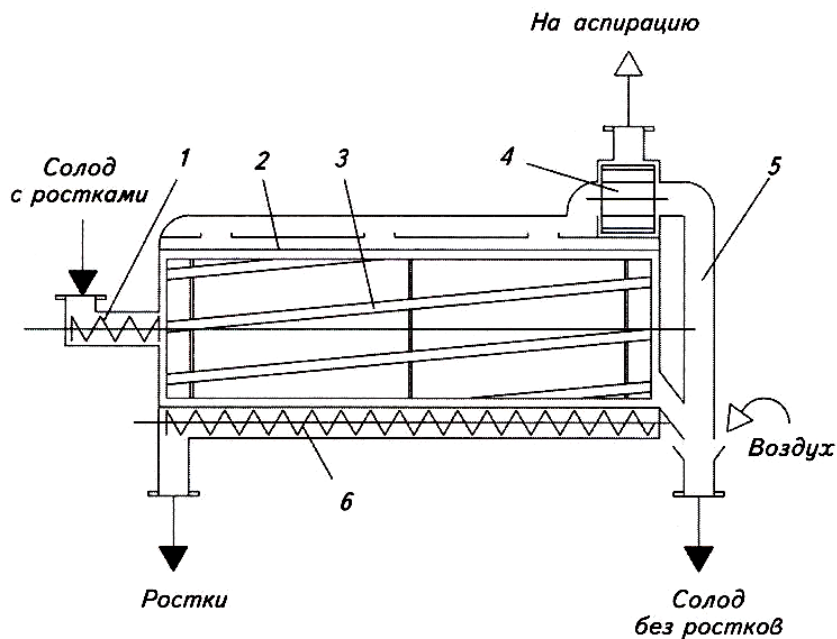 На аспирацию
Солод
с ростками
1
2
3
4
5
Воздух
6
Ростки
Солод
без ростков